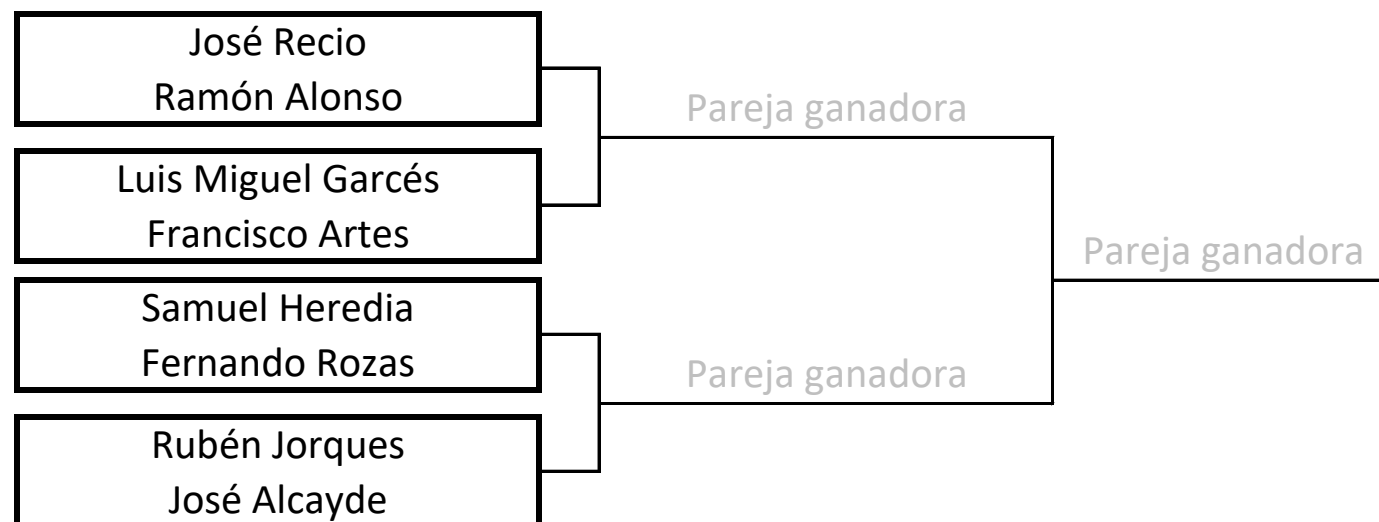 José Recio
Ramón Alonso
Pareja ganadora
Luis Miguel Garcés
Francisco Artes
Pareja ganadora
Samuel Heredia
Fernando Rozas
Pareja ganadora
Rubén Jorques
José Alcayde